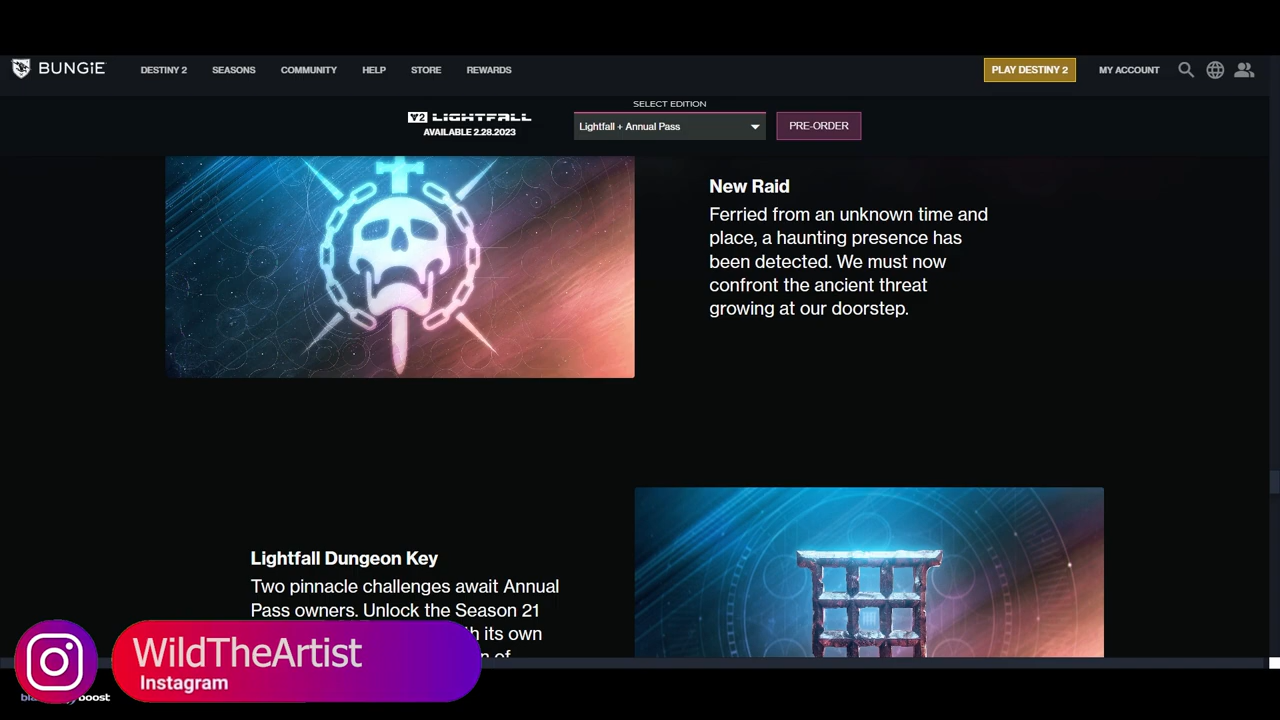 BUNGiE
DESTINY 2 SEASONS COMMUNITY HELP STORE REWARDS
PLAY DESTINY 2 MY ACCOUNT
SELECT EDITION
LIGHTFALL
AVAILABLE 2.28.2023
Lightfall + Annual Pass
PRE-ORDER
New Raid
Ferried from an unknown time and
place, a haunting presence has
been detected. We must now
confront the ancient threat
growing at our doorstep.
Lightfall Dungeon Key
Two pinnacle challenges await Annual
Pass owners. Unlock the Season 21
its own
of
WildTheArtist
Instagram
boost